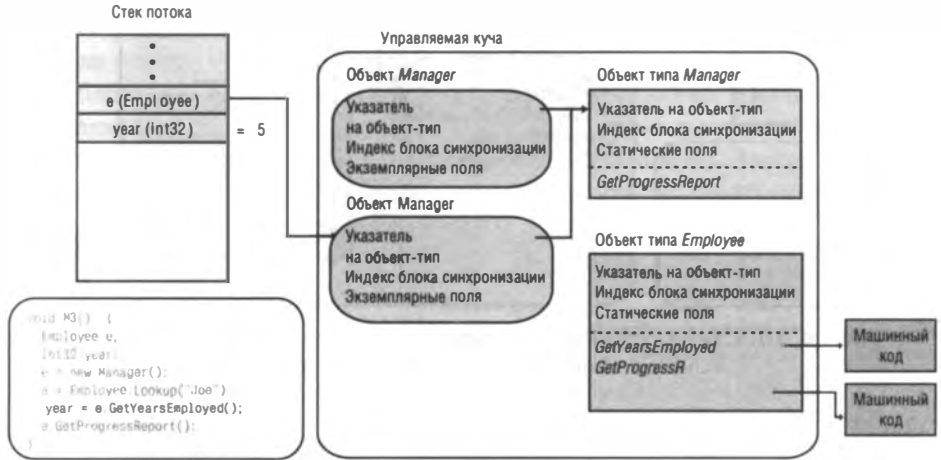 Стек потока
e (Employee)
year (int32)
= 5
Управляемая куча
Объект Manager
Указатель
на объект-тип
Индекс блока синхронизации
Экземплярные поля
Объект Manager
Указатель
на объект-тип
Индекс блока синхронизации
Экземплярные поля
Объект типа Manager
Указатель на объект-тип
Индекс блока синхронизации
Статические поля
GetProgressReport
Объект типа Employee
Указатель на объект-тип
Индекс блока синхронизации
Статические поля
GetYearsEmployed
GetProgressR
Машинный
код
Машинный
код
void M3() {
Employee e,
Int32 year
e = new Manager():
e = Employee.Lookup("Joe")
year = e.GetYearsEmployed();
e.GetProgressReport():
}